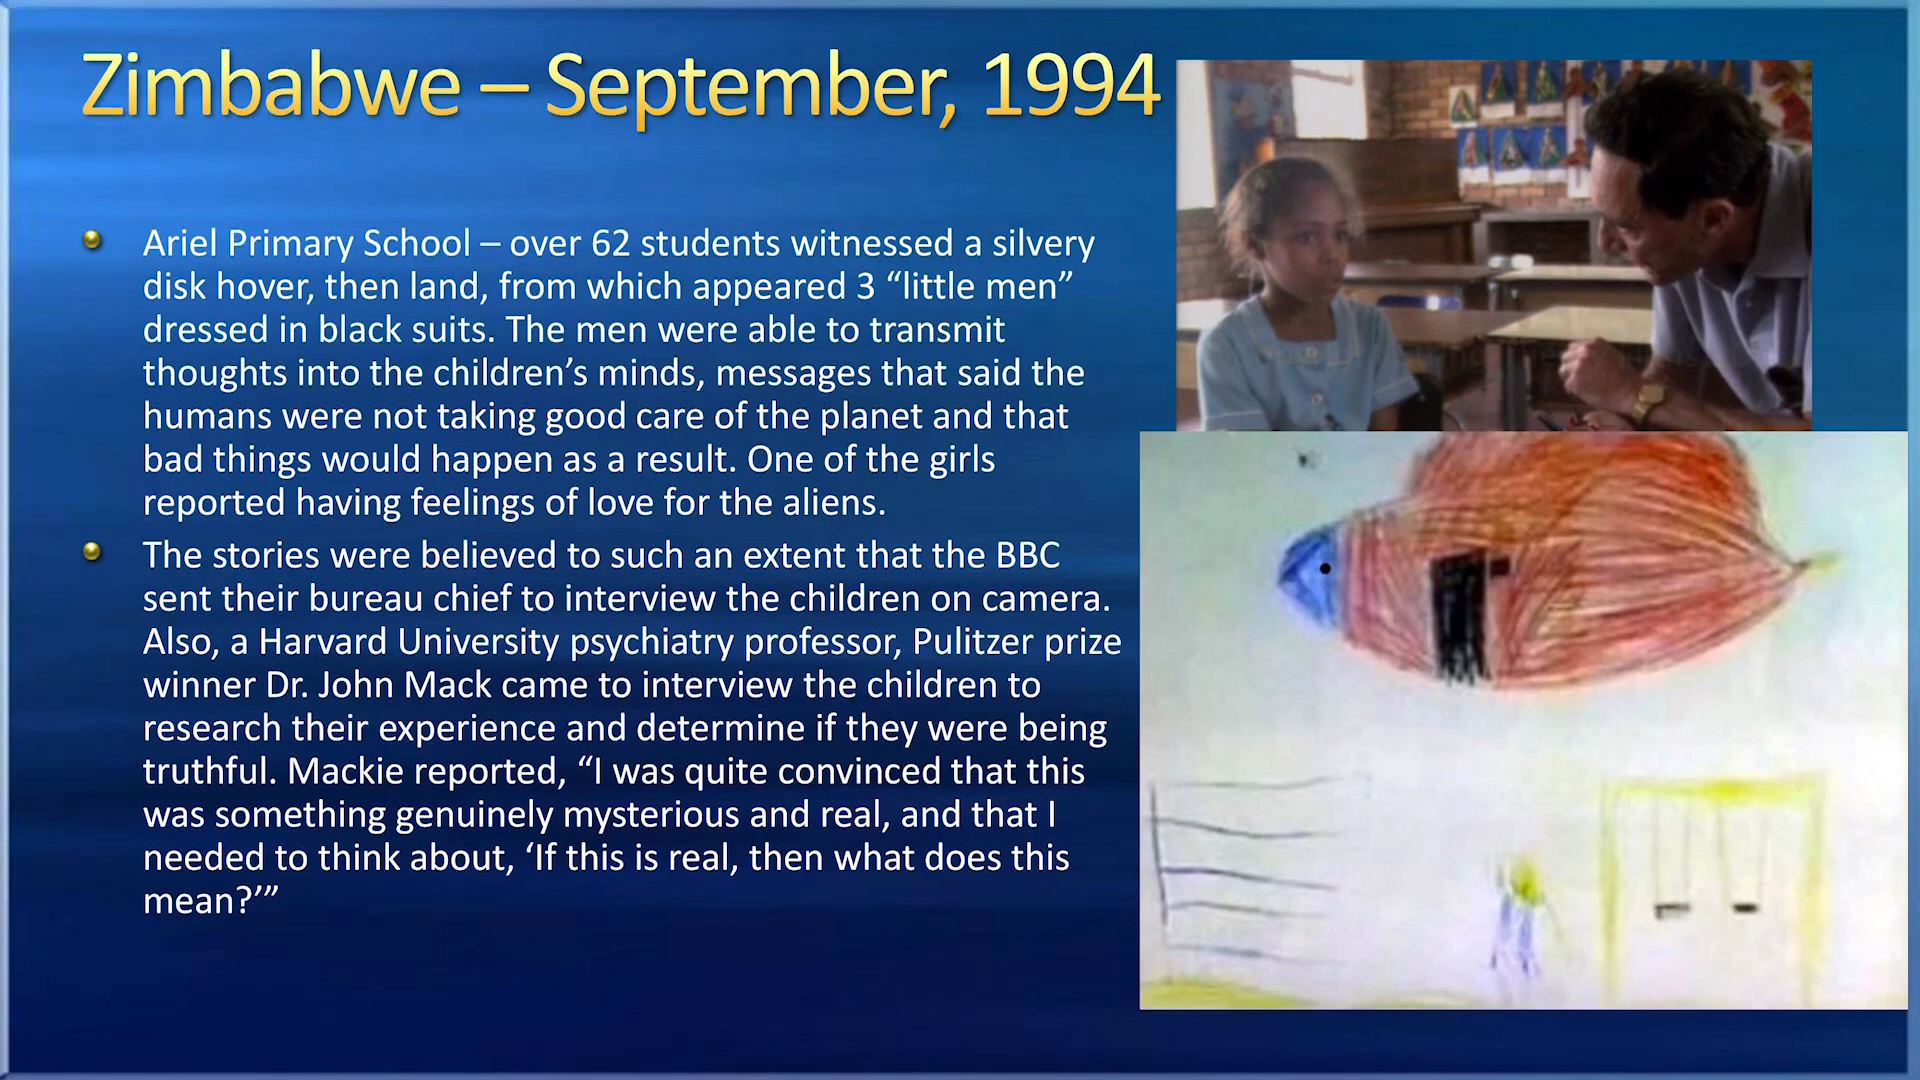 Zimbabwe – September, 1994
Ariel Primary School – over 62 students witnessed a silvery
disk hover, then land, from which appeared 3 “little men”
dressed in black suits. The men were able to transmit
thoughts into the children’s minds, messages that said the
humans were not taking good care of the planet and that
bad things would happen as a result. One of the girls
reported having feelings of love for the aliens.
The stories were believed to such an extent that the BBC
sent their bureau chief to interview the children on camera.
Also, a Harvard University psychiatry professor, Pulitzer prize
winner Dr. John Mack came to interview the children to
research their experience and determine if they were being
truthful. Mackie reported, “I was quite convinced that this
was something genuinely mysterious and real, and that I
needed to think about, ‘If this is real, then what does this
mean?’”